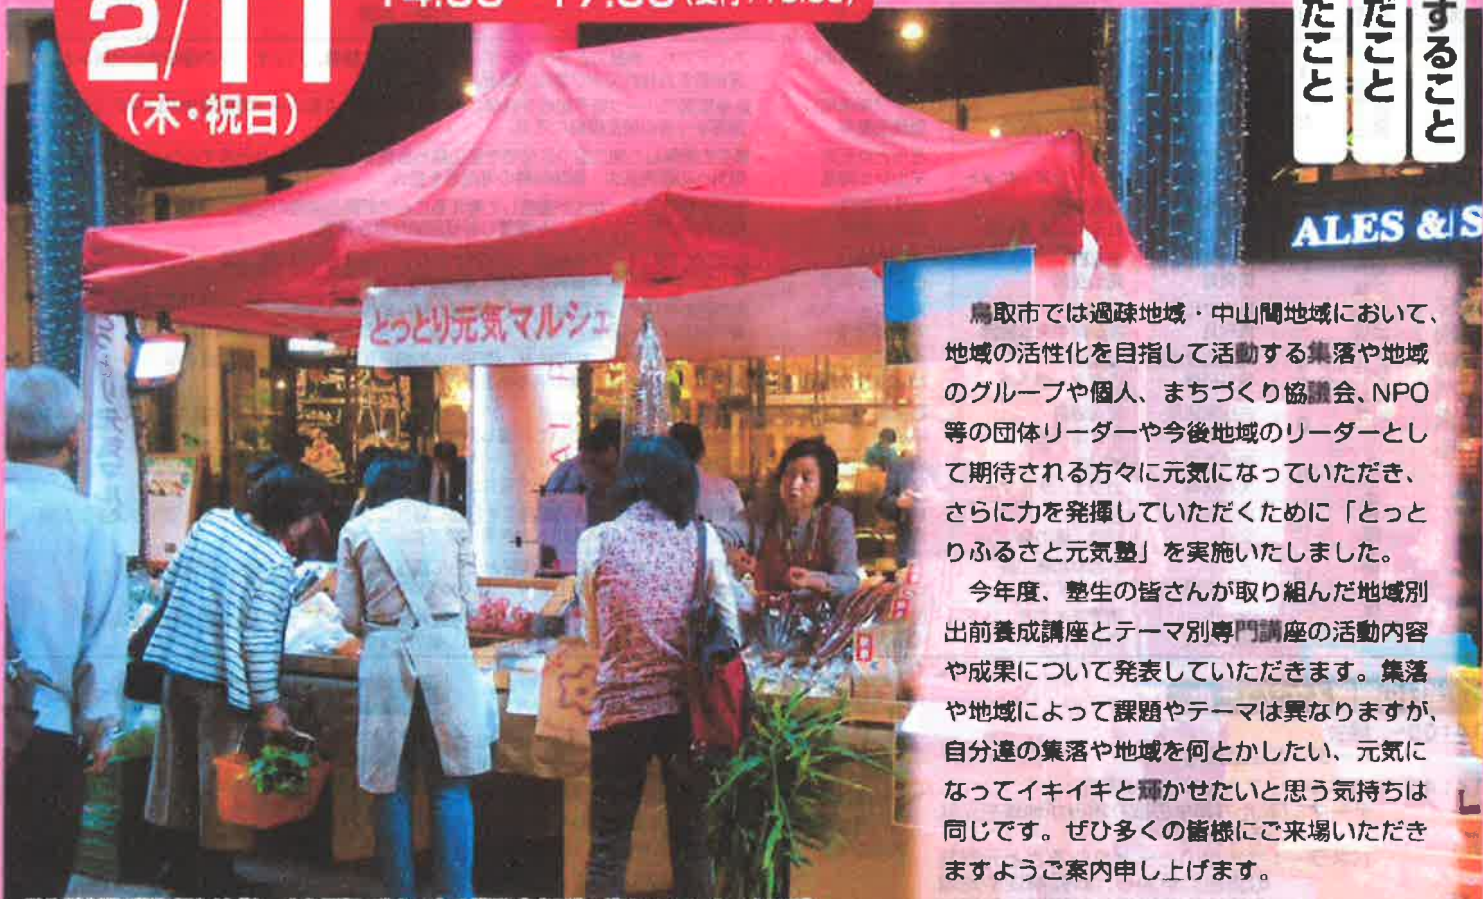 2/11
(木・祝日)
すること
だこと
たこと
ALES & S
とっとり元気マルシェ
鳥取市では過疎地域・中山間地域において、
地域の活性化を目指して活動する集落や地域
のグループや個人、まちづくり協議会、NPO
等の団体リーダーや今後地域のリーダーとし
て期待される方々に元気になっていただき、
さらに力を発揮していただくために「とっと
りふるさと元気塾」を実施いたしました。
今年度、塾生の皆さんが取り組んだ地域別
出前養成講座とテーマ別専門講座の活動内容
や成果について発表していただきます。集落
や地域によって課題やテーマは異なりますが、
自分達の集落や地域を何とかしたい、元気に
なってイキイキと輝かせたいと思う気持ちは
同じです。ぜひ多くの皆様にご来場いただき
ますようご案内申し上げます。